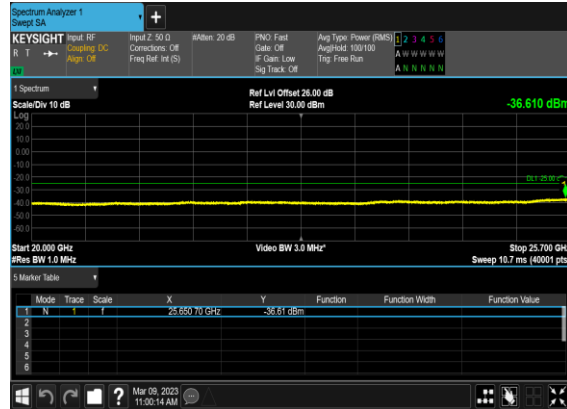 Spectrum Analyzer 1
Swept SA
+
KEYSIGHT Input: RF Input Z: 50 Ω #Atten: 20 dB PNO: Fast Avg Type: Power (RMS) 1 2 3 4 5 6
R T Coupling: DC Corrections: Off Gate: Off Avg|Hold: 100/100 A W W W W W
Align: Off Freq Ref: Int (S) IF Gain: Low Trig: Free Run
Sig Track: Off A N N N N N
1 Spectrum
Ref Lvl Offset 26.00 dB
Scale/Div 10 dB Ref Level 30.00 dBm -36.610 dBm
Log
20.0
10.0
0.00
-10.0
-20.0
DL1 -25.00
-30.0
-40.0
-50.0
-60.0
Start 20.000 GHz Video BW 3.0 MHz* Stop 25.700 GHz
#Res BW 1.0 MHz Sweep 10.7 ms (40001 pts
5 Marker Table
Mode Trace Scale X Y Function Function Width Function Value
1 N 1 f 25.650 70 GHz -36.61 dBm
2
3
4
5
6
? Mar 09, 2023
11:00:14 AM